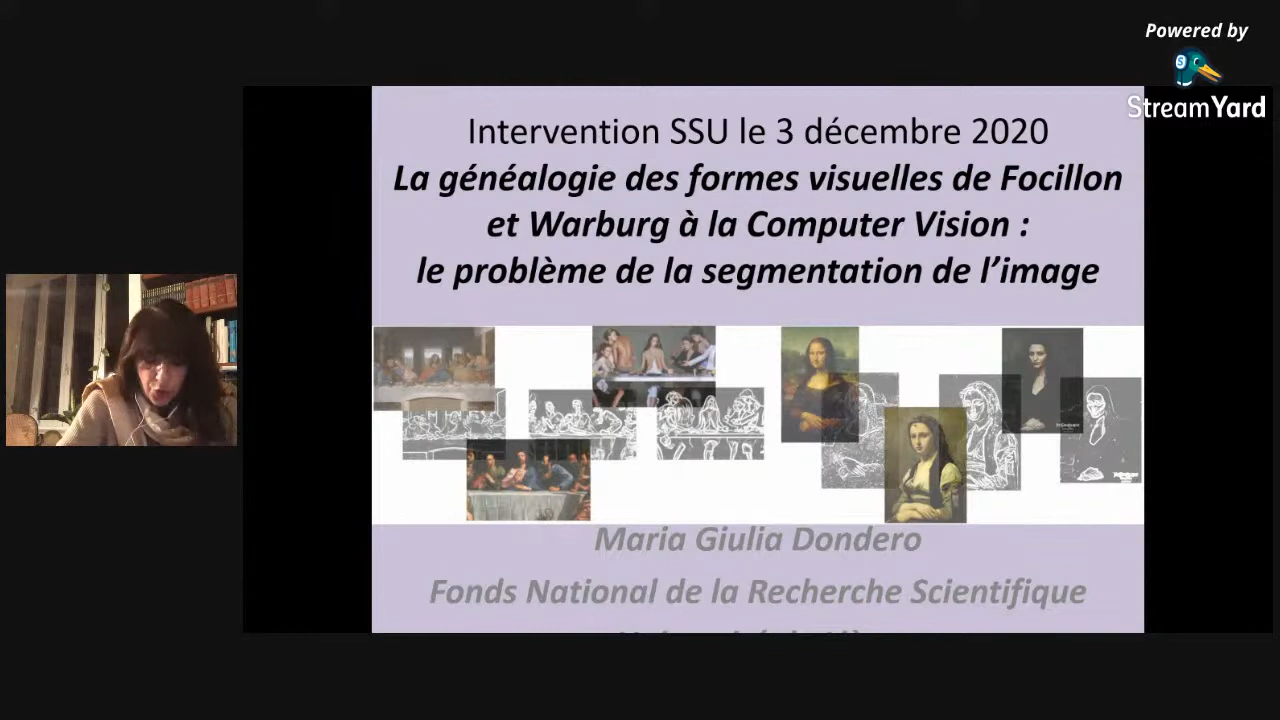 Powered by
StreamYard
Intervention SSU le 3 décembre 2020
La généalogie des formes visuelles de Focillon
et Warburg à la Computer Vision :
le problème de la segmentation de l’image
Maria Giulia Dondero
Fonds National de la Recherche Scientifique